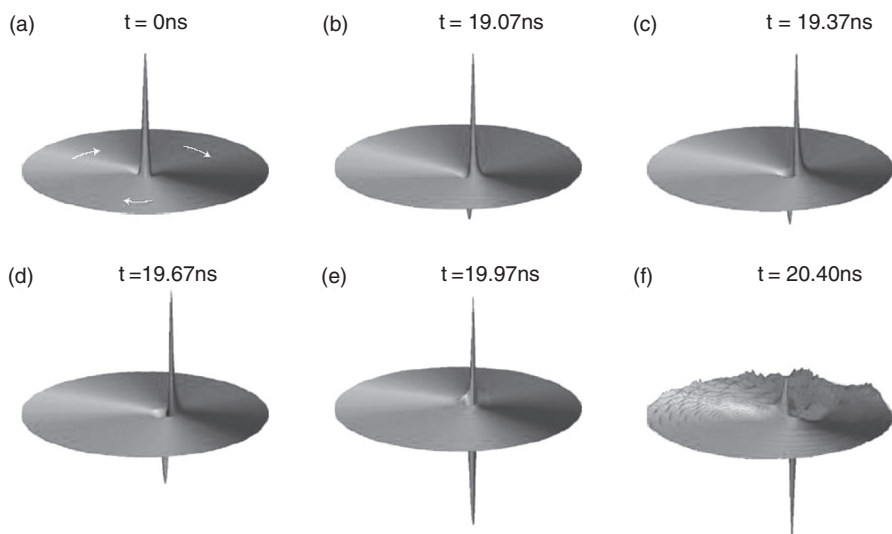 (a) t = 0ns (b) t = 19.07ns (c) t = 19.37ns
(d) t =19.67ns (e) t =19.97ns (f) t = 20.40ns